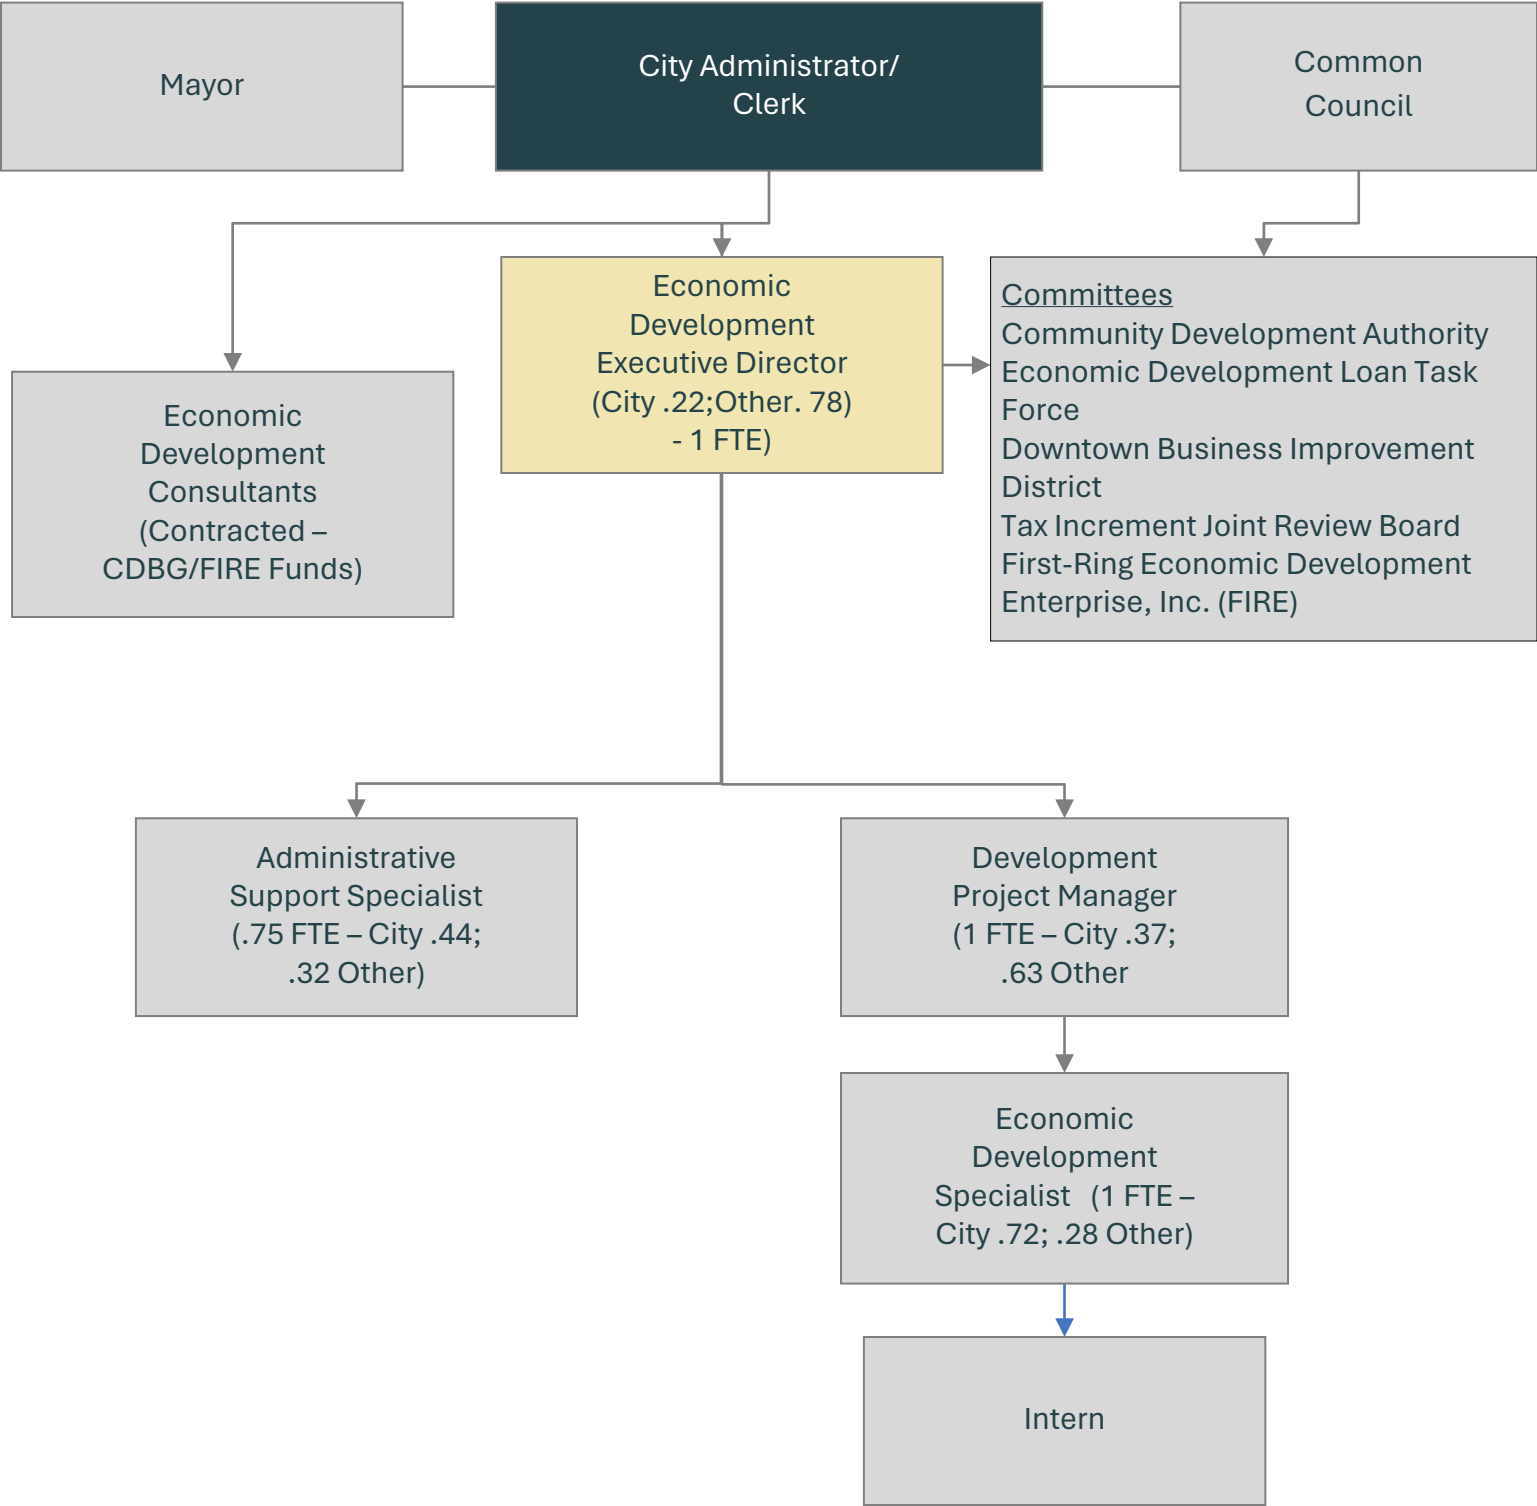 Mayor
City Administrator/
Clerk
Common
Council
Economic
Development
Executive Director
(City .22;Other. 78)
- 1 FTE)
Committees
Community Development Authority
Economic Development Loan Task
Force
Downtown Business Improvement
District
Tax Increment Joint Review Board
First-Ring Economic Development
Enterprise, Inc. (FIRE)
Economic
Development
Consultants
(Contracted –
CDBG/FIRE Funds)
Administrative
Support Specialist
(.75 FTE – City .44;
.32 Other)
Development
Project Manager
(1 FTE – City .37;
.63 Other
Economic
Development
Specialist (1 FTE –
City .72; .28 Other)
Intern